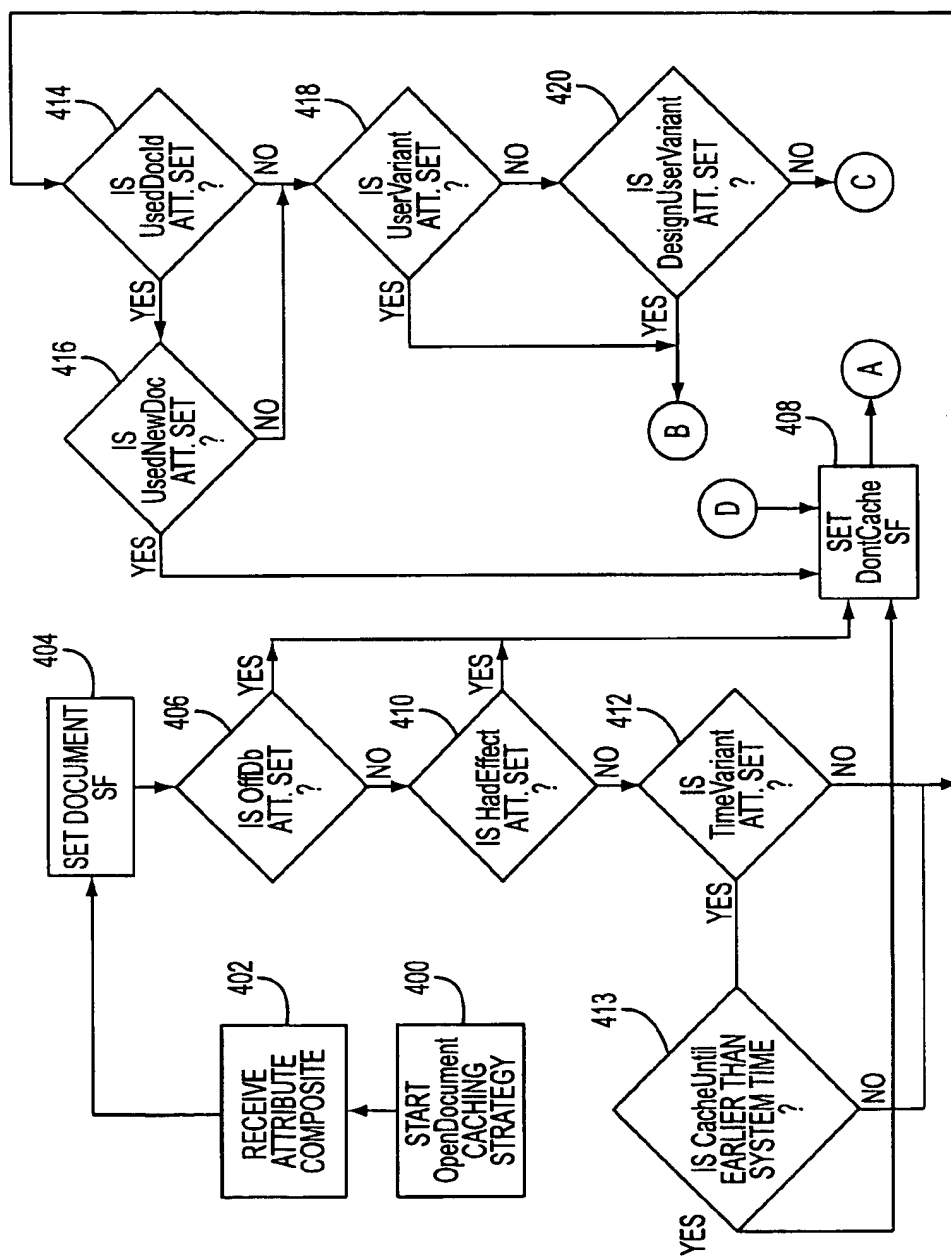 400
START
OpenDocument
CACHING
STRATEGY
402
RECEIVE
ATTRIBUTE
COMPOSITE
404
SET DOCUMENT
SF
406
IS OffDb
ATT. SET
?
YES
NO
410
IS HadEffect
ATT. SET
?
YES
NO
412
IS
TimeVariant
ATT. SET
?
YES
NO
413
IS CacheUntil
EARLIER THAN
SYSTEM TIME
?
YES
NO
414
IS
UsedDocId
ATT. SET
?
YES
NO
416
IS
UsedNewDoc
ATT. SET
?
YES
NO
418
IS
UserVariant
ATT. SET
?
YES
NO
420
IS
DesignUserVariant
ATT. SET
?
YES
NO
B
C
D
408
SET
DontCache
SF
A